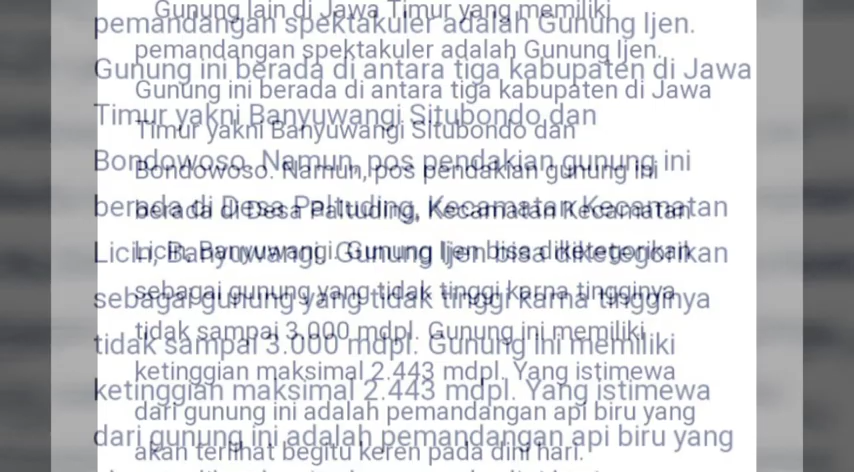 Gunung lain di Jawa Timur yang memiliki
pemandangan spektakuler adalah Gunung Ijen.
Gunung ini berada di antara tiga kabupaten di Jawa
Timur yakni Banyuwangi Situbondo dan
Bondowoso. Namun, pos pendakian gunung ini
berada di Desa Paltuding, Kecamatan Kecamatan
Licin, Banyuwangi. Gunung Ijen bisa diketegorikan
sebagai gunung yang tidak tinggi karna tingginya
tidak sampai 3.000 mdpl. Gunung ini memiliki
ketinggian maksimal 2.443 mdpl. Yang istimewa
dari gunung ini adalah pemandangan api biru yang
akan terlihat begitu keren pada dini hari.